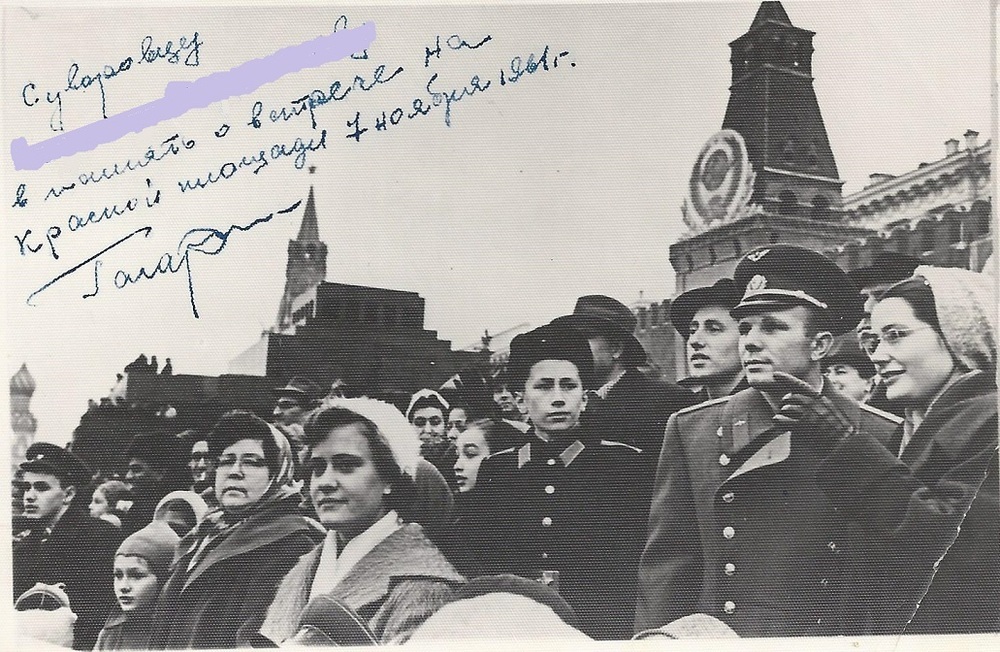 Суворовцу
в память о встрече на
Красной площади 7 ноября 1961г.
Гагарин